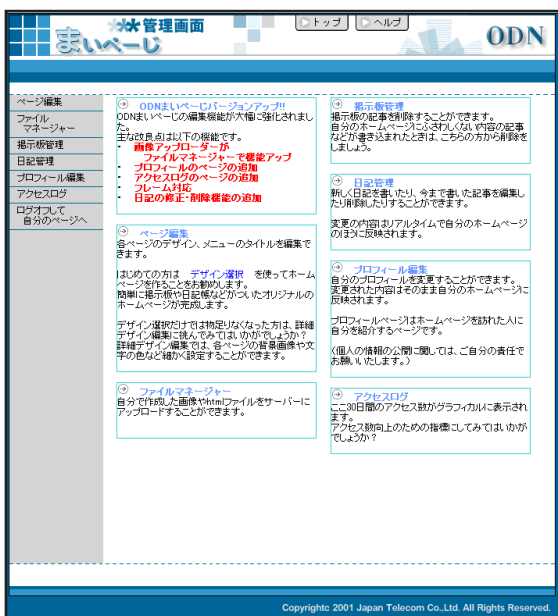 まいぺーじ
管理画面
トップ
ヘルプ
ODN
ページ編集
ファイル
マネージャー
掲示板管理
日記管理
プロフィール編集
アクセスログ
ログオフして
自分のページへ
ODNまいぺーじバージョンアップ!!
ODNまいぺーじの編集機能が大幅に強化されまし
た。
主な改良点は以下の機能です。
・ 画像アップローダーが
ファイルマネージャーで機能アップ
・ プロフィールのページの追加
・ アクセスログのページの追加
・ フレーム対応
・ 日記の修正・削除機能の追加
ページ編集
各ページのデザイン、メニューのタイトルを編集で
きます。
はじめての方は デザイン選択 を使ってホーム
ページを作ることをお勧めします。
簡単に掲示板や日記帳などがついたオリジナルの
ホームページが完成します。
デザイン選択だけでは物足りなくなった方は、詳細
デザイン編集に挑んでみてはいかがでしょうか?
詳細デザイン編集では、各ページの背景画像や文
字の色など細かく設定することができます。
ファイルマネージャー
自分で作成した画像やhtmlファイルをサーバーに
アップロードすることができます。
掲示板管理
掲示板の記事を削除することができます。
自分のホームページにふさわしくない内容の記事
などが書き込まれたときは、こちらの方から削除を
しましょう。
日記管理
新しく日記を書いたり、今まで書いた記事を編集し
たり削除したりすることができます。
変更の内容はリアルタイムで自分のホームページ
のほうに反映されます。
プロフィール編集
自分のプロフィールを変更することができます。
変更された内容はそのまま自分のホームページに
反映されます。
プロフィールページはホームページを訪れた人に
自分を紹介するページです。
(個人の情報の公開に関しては、ご自分の責任で
お願いいたします。)
アクセスログ
ここ30日間のアクセス数がグラフィカルに表示され
ます。
アクセス数向上のための指標にしてみてはいかが
でしょうか?
Copyrightc 2001 Japan Telecom Co.,Ltd. All Rights Reserved.